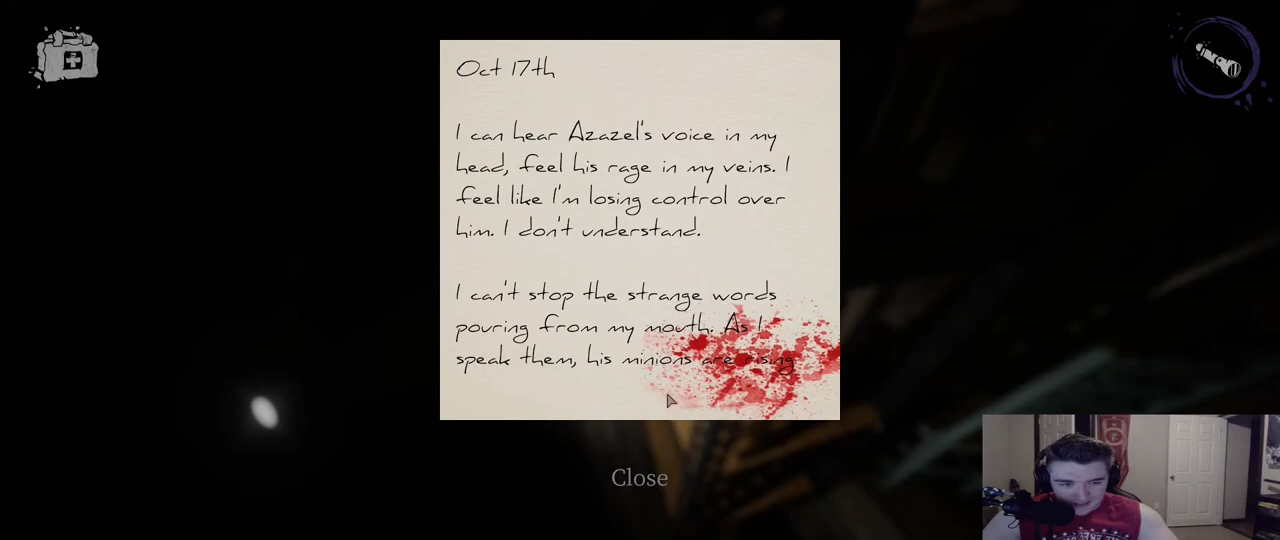 Oct 17th
I can hear Azazel's voice in my
head, feel his rage in my veins. I
feel like I'm losing control over
him. I don't understand.
I can't stop the strange words
pouring from my mouth. As I
speak them, his minions are rising
Close